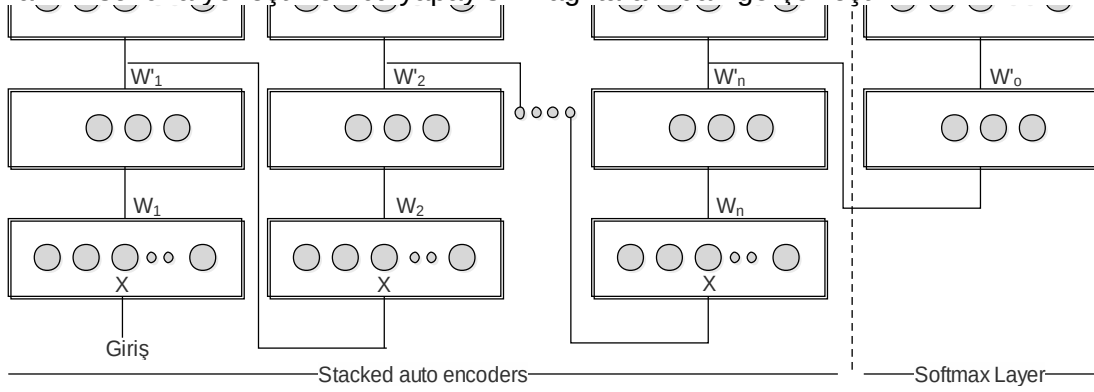 W'1 W'2 W'n W'o
W1 W2 Wn
X X X
Giriş
Stacked auto encoders Softmax Layer